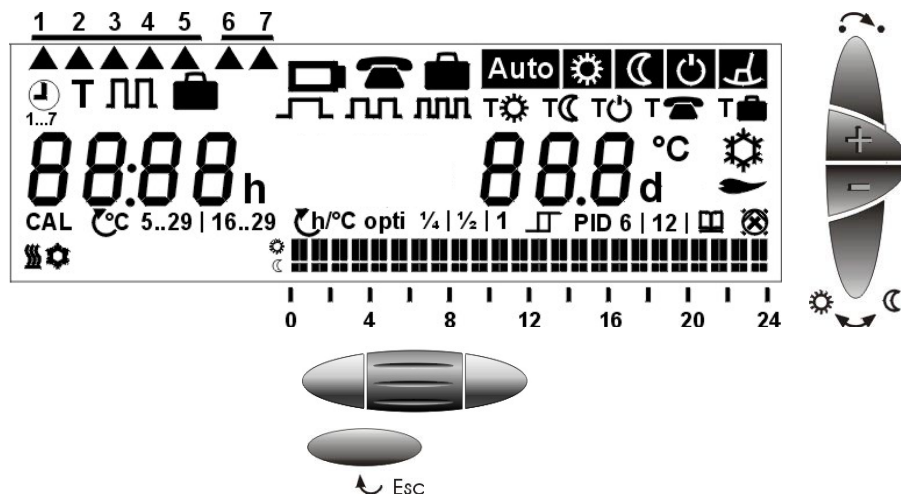 1 2 3 4 5 6 7
Auto
T
1...7
T T T T T
88:88 h 88.8 °C d
CAL °C 5..29 | 16..29 h/°C opti ¼ | ½ | 1 PID 6 | 12 |
0 4 8 12 16 20 24
+
-
Esc